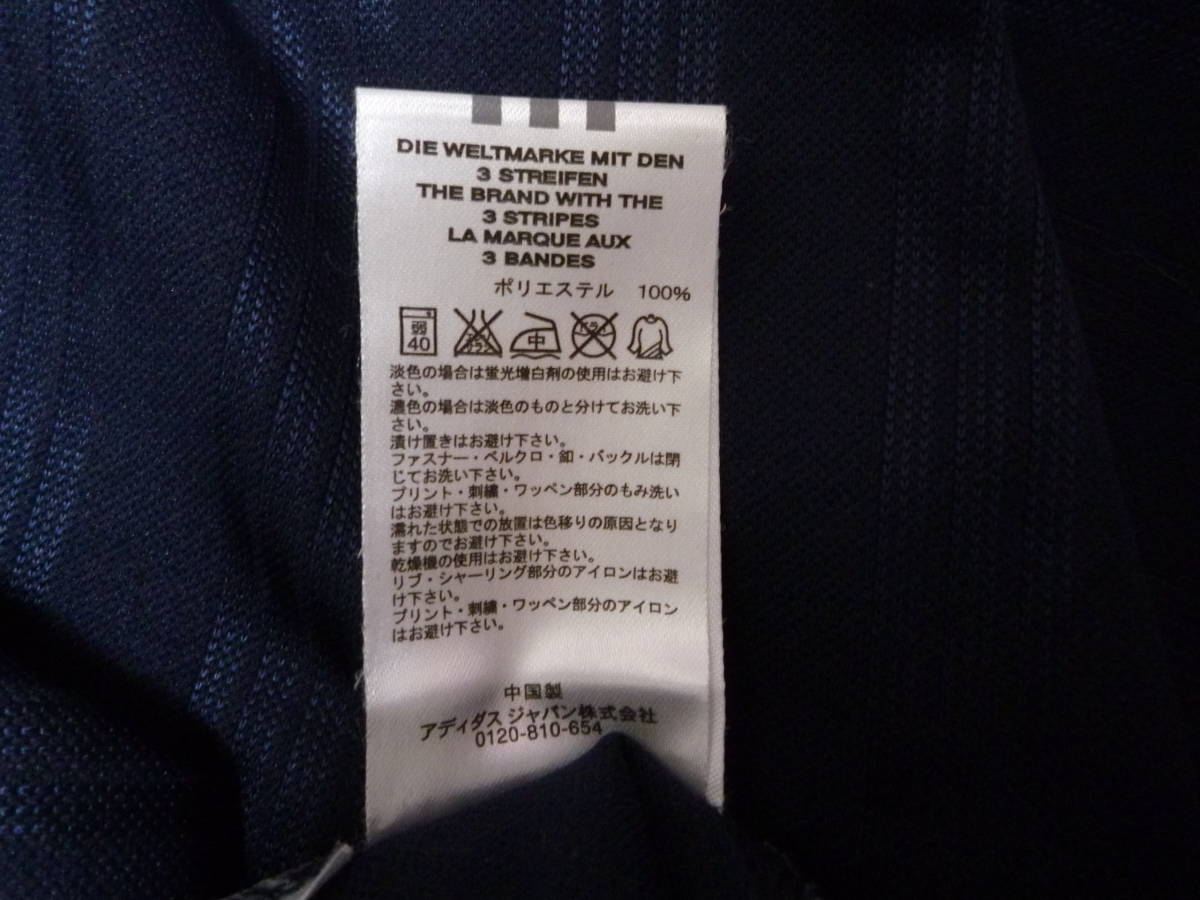 DIE WELTMARKE MIT DEN
3 STREIFEN
THE BRAND WITH THE
3 STRIPES
LA MARQUE AUX
3 BANDES
ポリエステル 100%
弱
40
エンソ
サラシ
中
ドライ
淡色の場合は蛍光増白剤の使用はお避け下
さい。
濃色の場合は淡色のものと分けてお洗い下
さい。
漬け置きはお避け下さい。
ファスナー・ベルクロ・釦・バックルは閉
じてお洗い下さい。
プリント・刺繍・ワッペン部分のもみ洗い
はお避け下さい。
濡れた状態での放置は色移りの原因となり
ますのでお避け下さい。
乾燥機の使用はお避け下さい。
リブ・シャーリング部分のアイロンはお避
け下さい。
プリント・刺繍・ワッペン部分のアイロン
はお避け下さい。
中国製
アディダス ジャパン株式会社
0120-810-654